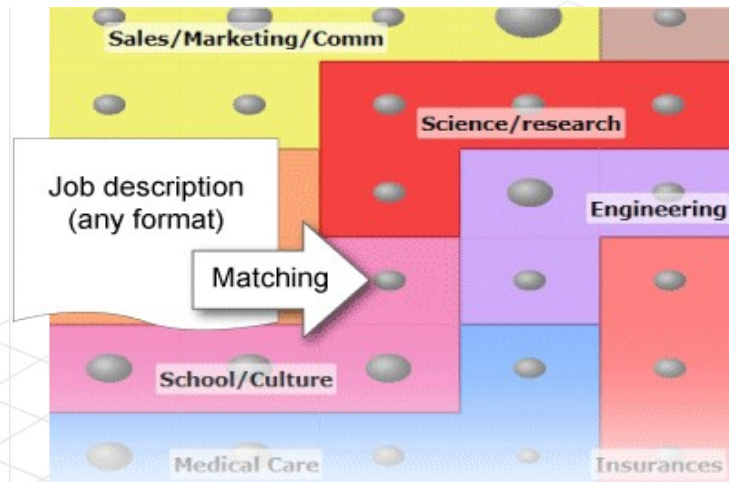 Sales/Marketing/Comm
Science/research
Job description
(any format)
Engineering
Matching
School/Culture
Medical Care
Insurances